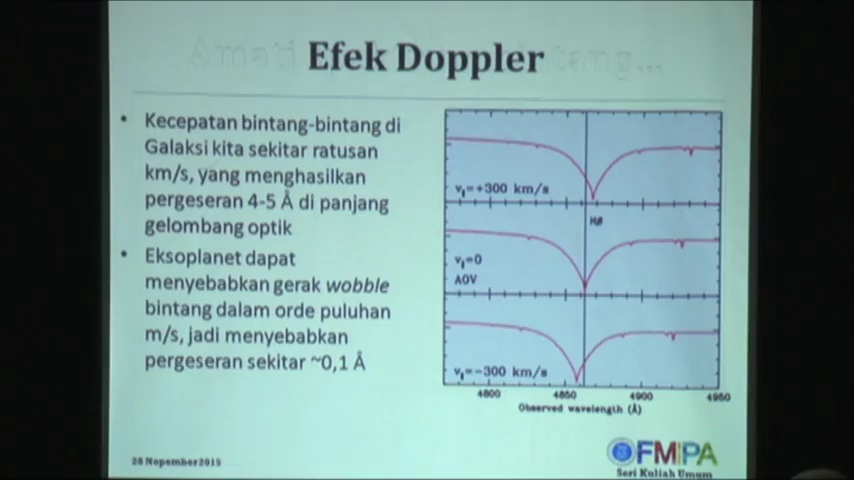 Efek Doppler
• Kecepatan bintang-bintang di
Galaksi kita sekitar ratusan
km/s, yang menghasilkan
pergeseran 4-5 Å di panjang
gelombang optik
• Eksoplanet dapat
menyebabkan gerak wobble
bintang dalam orde puluhan
m/s, jadi menyebabkan
pergeseran sekitar ~0,1 Å
vᵣ=+300 km/s
Hβ
vᵣ=0
A0V
vᵣ=-300 km/s
4800 4850 4900 4950
Observed wavelength (Å)
28 Nopember2015
FMIPA
Seri Kuliah Umum